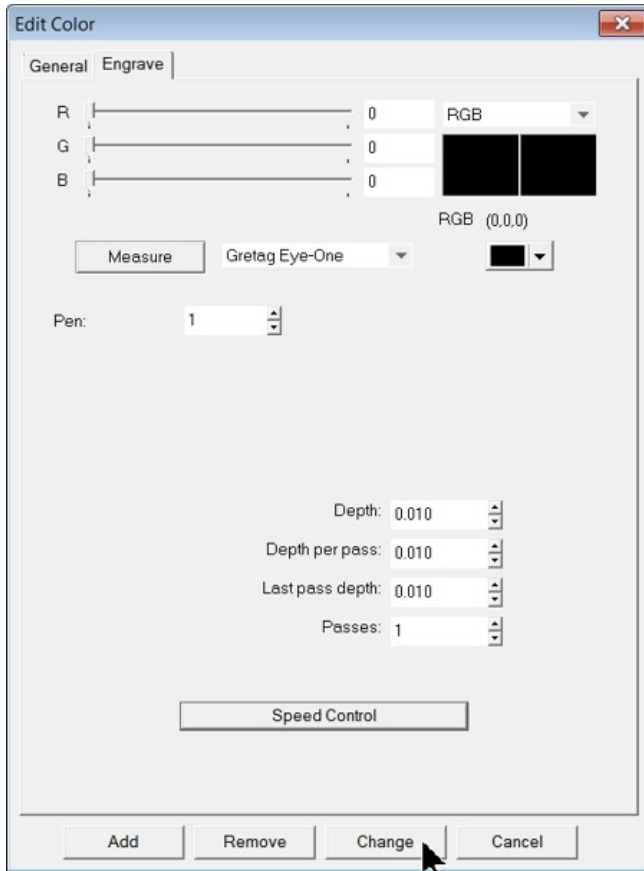 Edit Color
General Engrave
R 0 RGB
G 0
B 0
RGB (0,0,0)
Measure Gretag Eye-One
Pen: 1
Depth: 0.010
Depth per pass: 0.010
Last pass depth: 0.010
Passes: 1
Speed Control
Add Remove Change Cancel